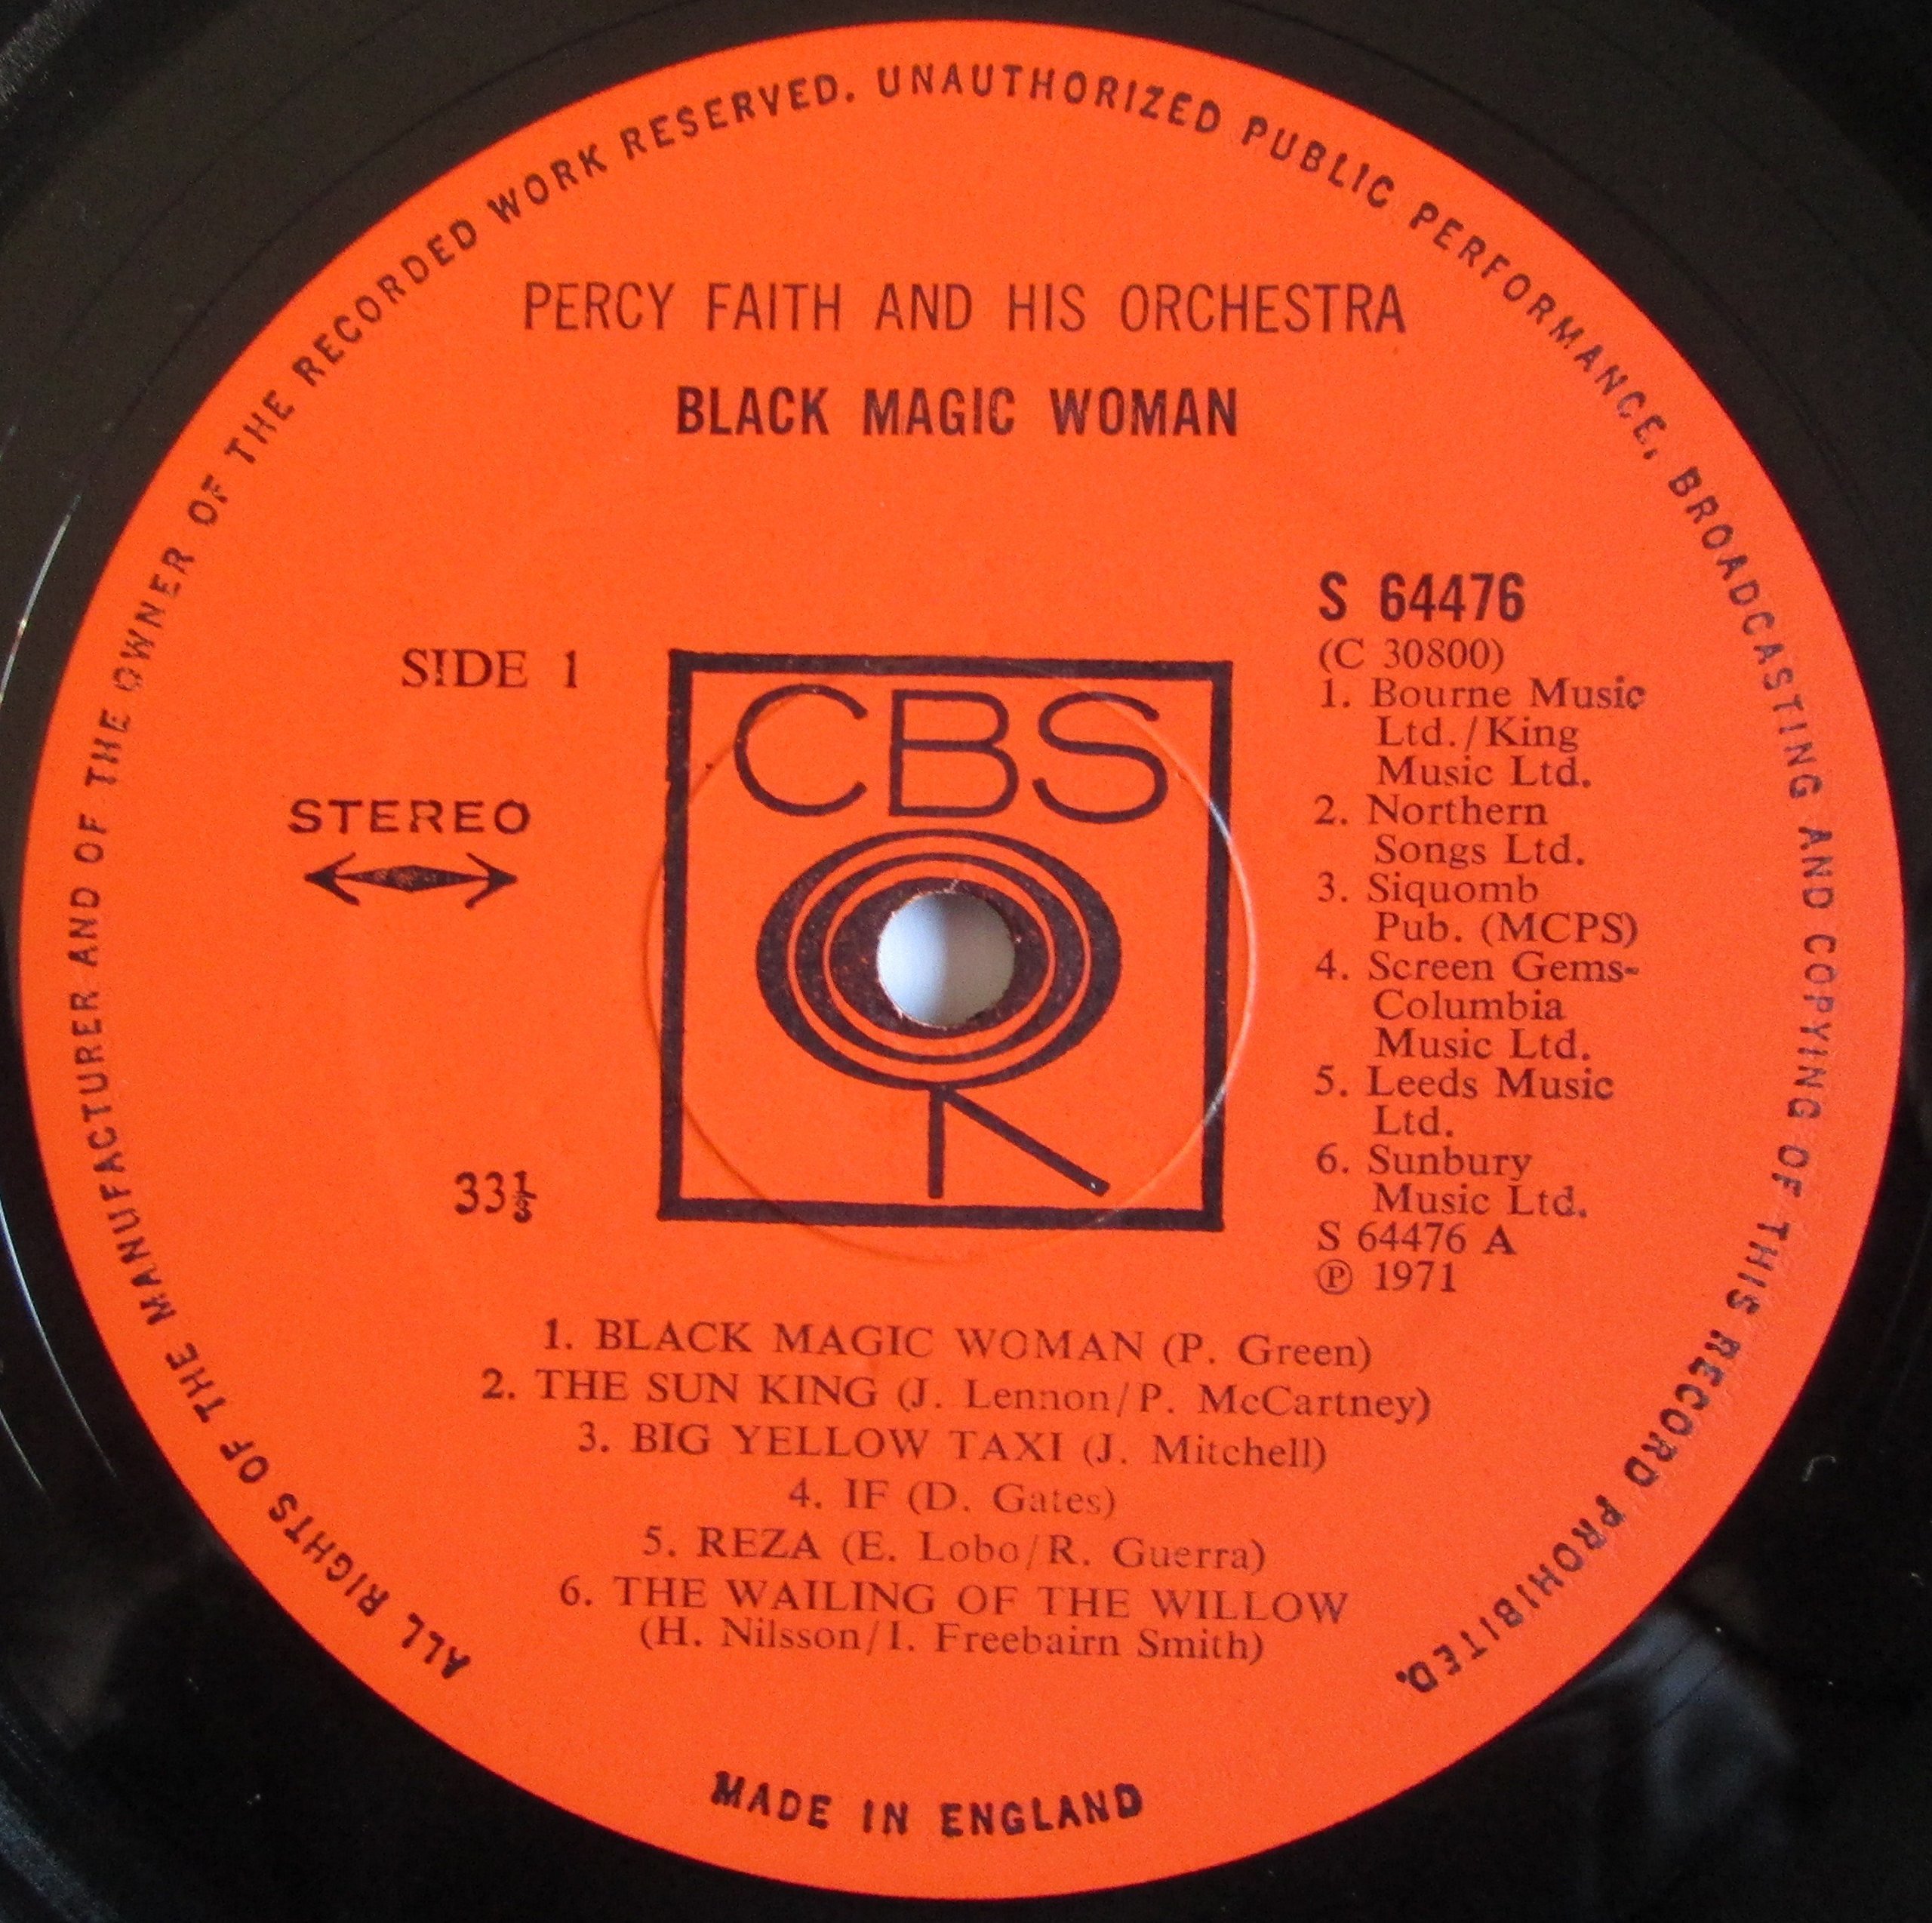 ALL RIGHTS OF THE MANUFACTURER AND OF THE OWNER OF THE RECORDED WORK RESERVED. UNAUTHORIZED PUBLIC PERFORMANCE, BROADCASTING AND COPYING OF THIS RECORD PROHIBITED.
PERCY FAITH AND HIS ORCHESTRA
BLACK MAGIC WOMAN
SIDE 1
STEREO
33⅓
CBS
S 64476
(C 30800)
1. Bourne Music
Ltd./King
Music Ltd.
2. Northern
Songs Ltd.
3. Siquomb
Pub. (MCPS)
4. Screen Gems-
Columbia
Music Ltd.
5. Leeds Music
Ltd.
6. Sunbury
Music Ltd.
S 64476 A
℗ 1971
1. BLACK MAGIC WOMAN (P. Green)
2. THE SUN KING (J. Lennon/P. McCartney)
3. BIG YELLOW TAXI (J. Mitchell)
4. IF (D. Gates)
5. REZA (E. Lobo/R. Guerra)
6. THE WAILING OF THE WILLOW
(H. Nilsson/I. Freebairn Smith)
MADE IN ENGLAND